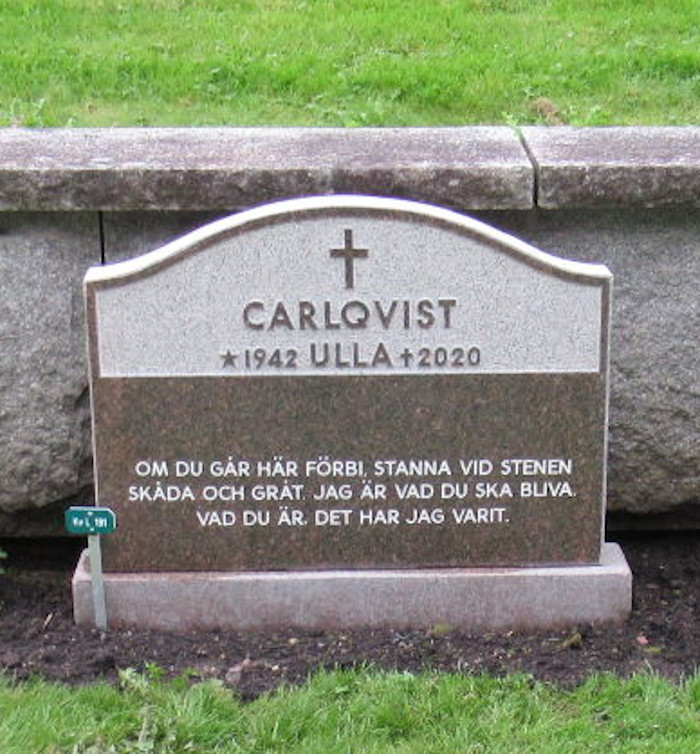 CARLQVIST
★1942 ULLA ✝2020
OM DU GÅR HÄR FÖRBI, STANNA VID STENEN
SKÅDA OCH GRÅT. JAG ÄR VAD DU SKA BLIVA.
VAD DU ÄR, DET HAR JAG VARIT.
191